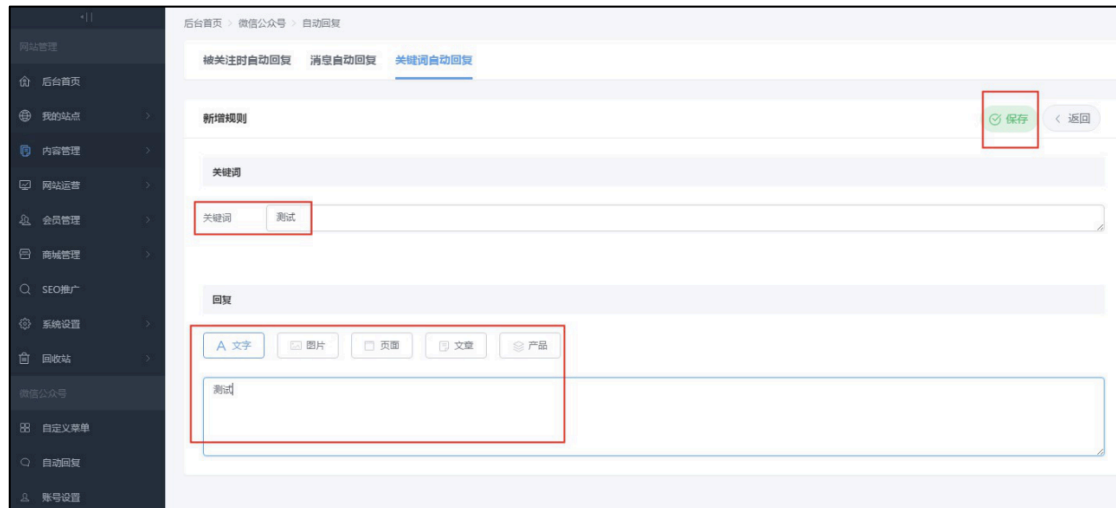 后台首页 > 微信公众号 > 自动回复
网站管理
被关注时自动回复 消息自动回复 关键词自动回复
后台首页
我的站点
新增规则 保存 < 返回
内容管理
关键词
网站运营
会员管理
关键词 测试
商城管理
SEO推广
回复
系统设置
A 文字 图片 页面 文章 产品
回收站
测试
微信公众号
自定义菜单
自动回复
账号设置